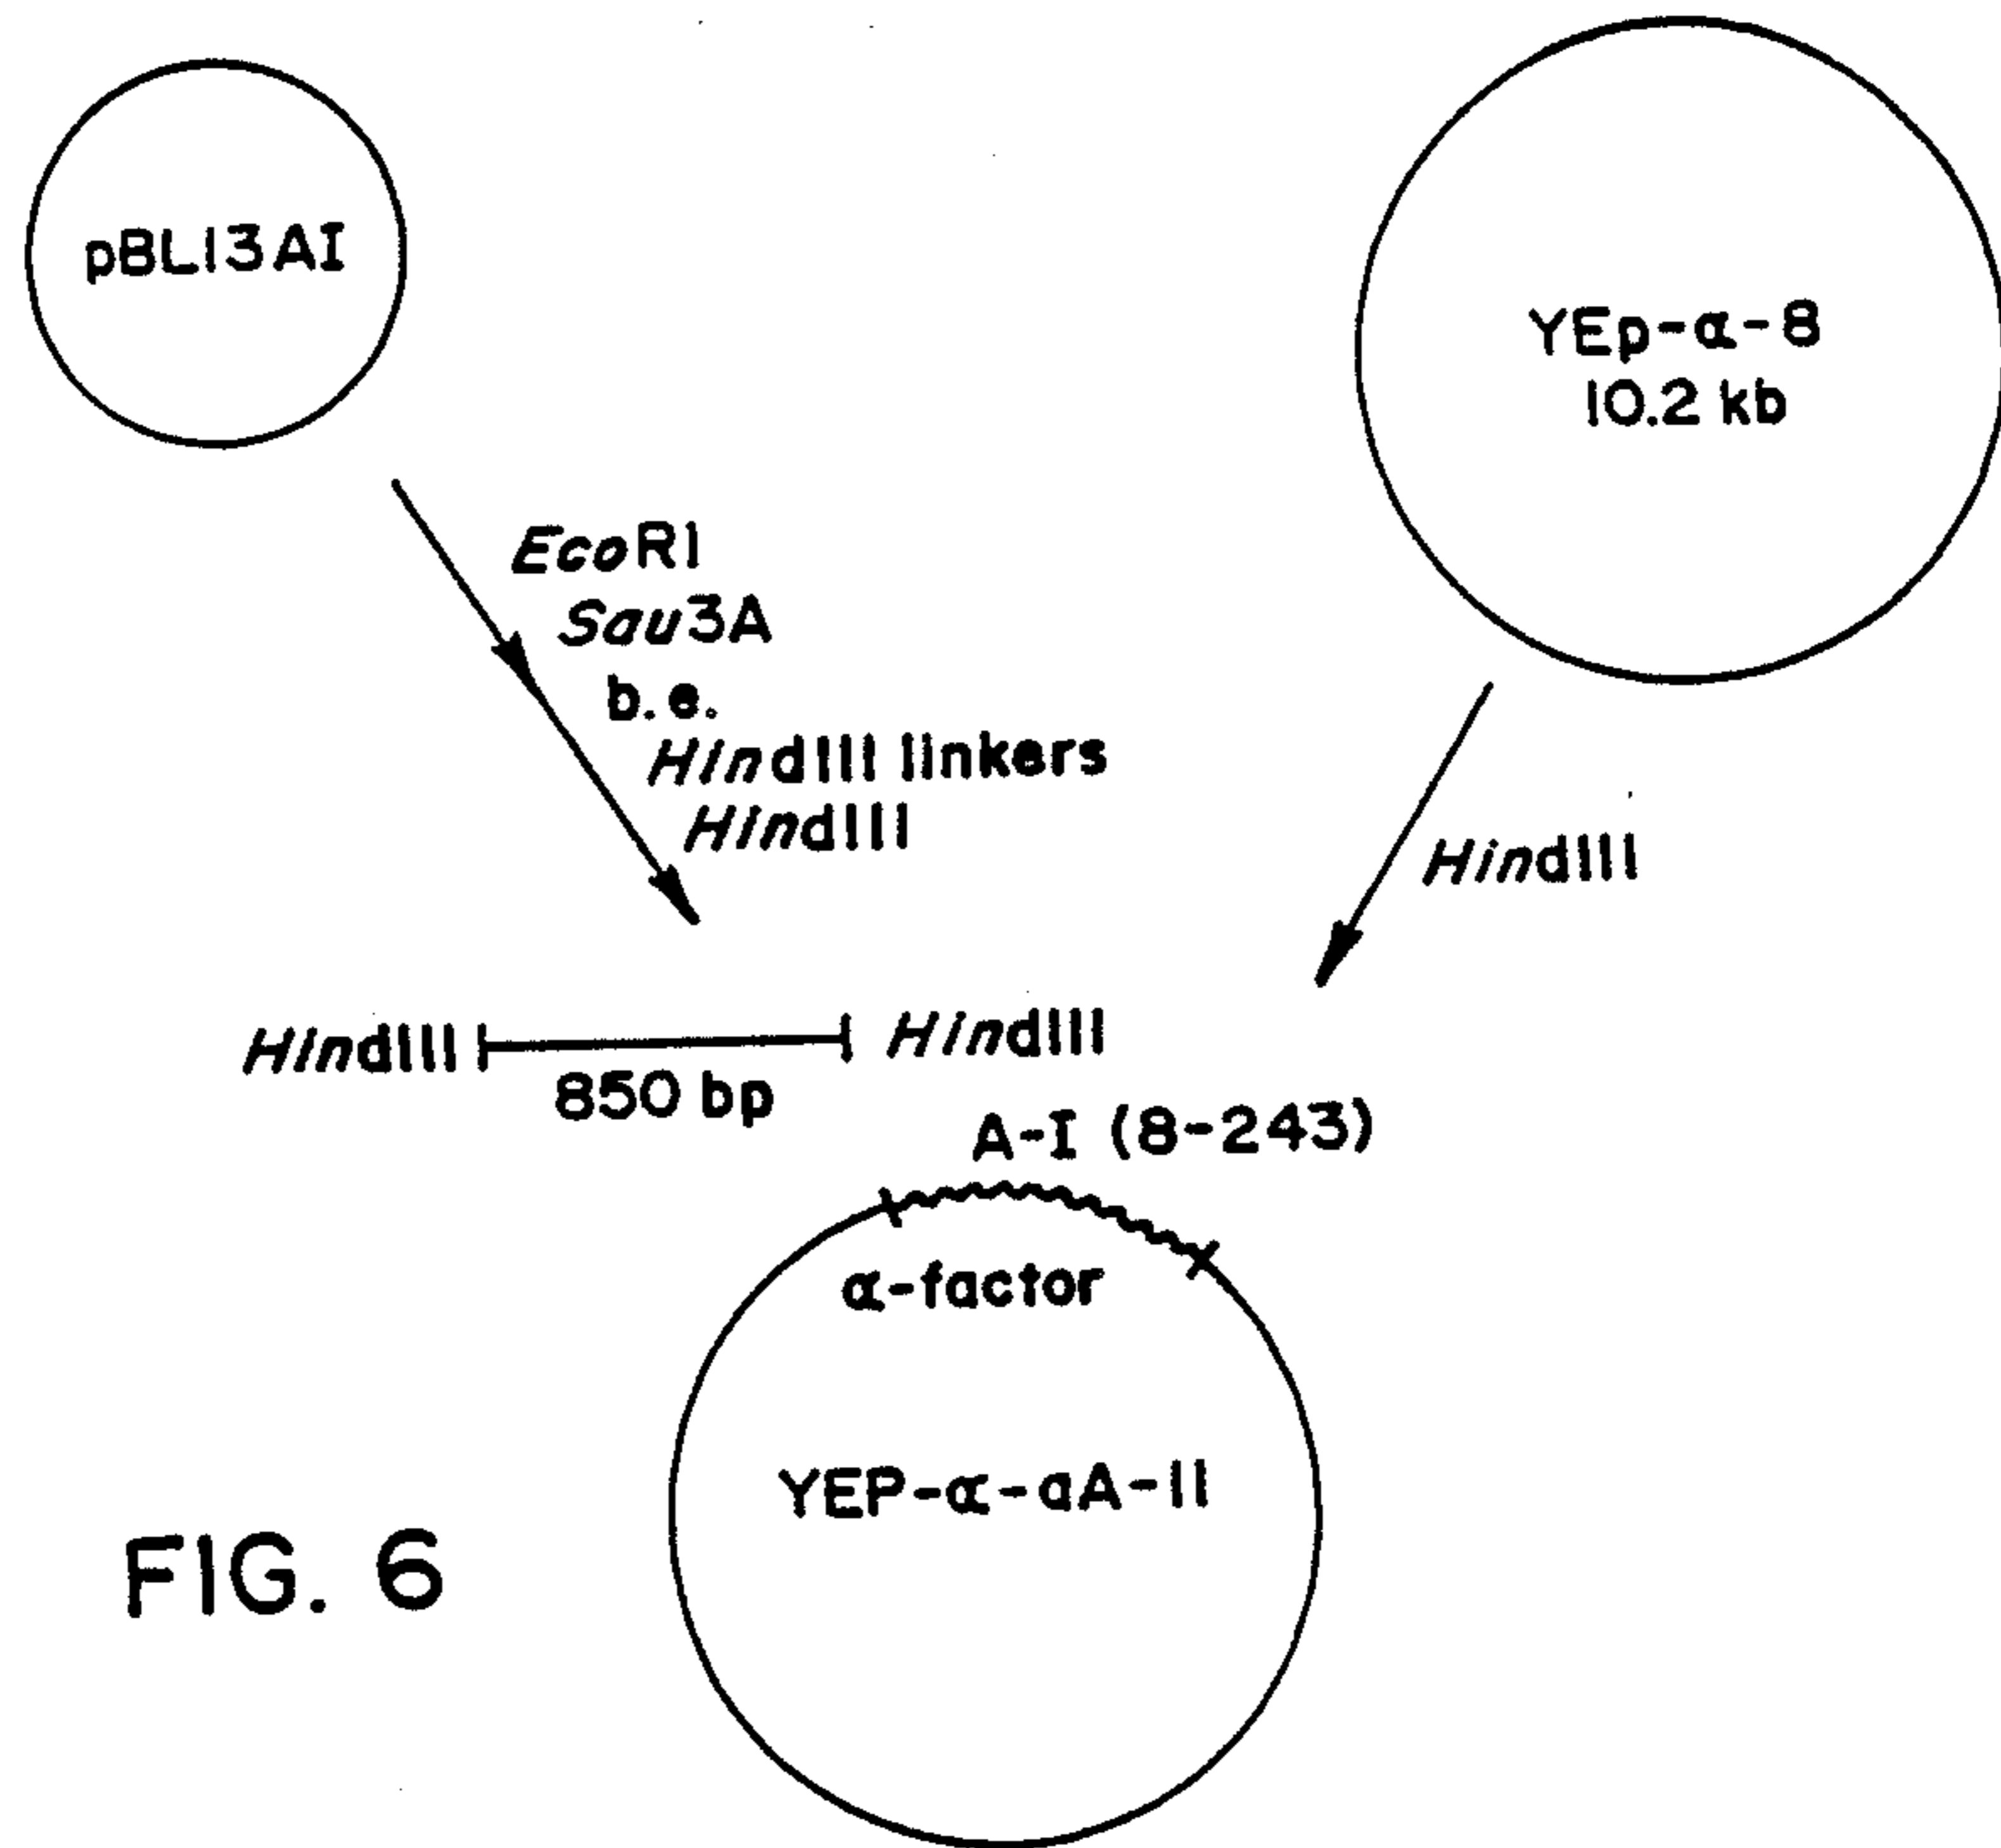 pBL13AI
YEp-α-8
10.2 kb
EcoR1
Sau3A
b.e.
HindIII linkers
HindIII
HindIII
HindIII
HindIII
850 bp
A-I (8-243)
α-factor
YEP-α-aA-11
FIG. 6